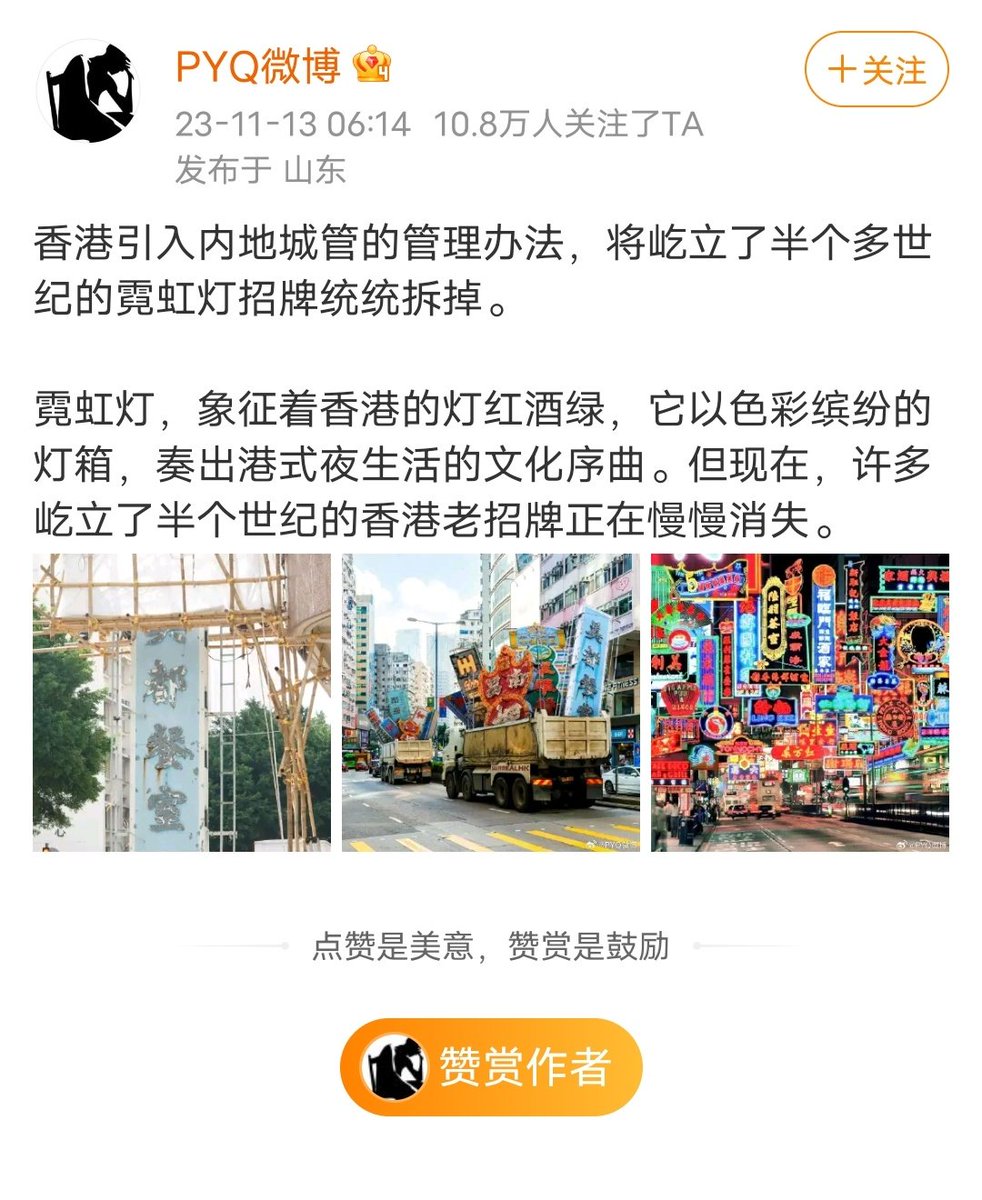 PYQ微博
4
+关注
23-11-13 06:14 10.8万人关注了TA
发布于 山东
香港引入内地城管的管理办法，将屹立了半个多世
纪的霓虹灯招牌统统拆掉。
霓虹灯，象征着香港的灯红酒绿，它以色彩缤纷的
灯箱，奏出港式夜生活的文化序曲。但现在，许多
屹立了半个世纪的香港老招牌正在慢慢消失。
都餐室
@PYQ微博
福臨門酒家
@PYQ微博
点赞是美意，赞赏是鼓励
赞赏作者